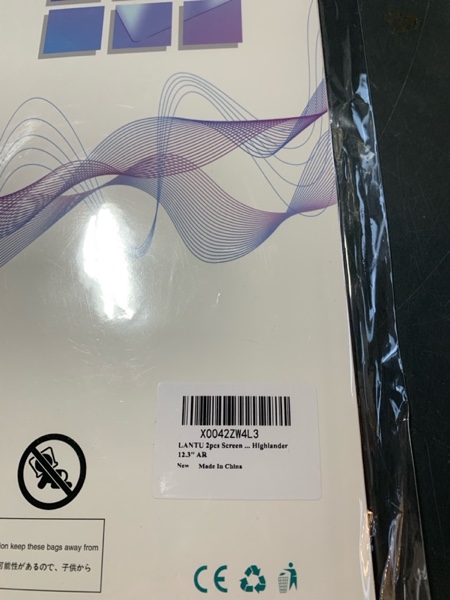 X0042ZW4L3
LANTU 2pcs Screen ... Highlander
12.3" AR
New Made In China
ion keep these bags away from
可能性があるので、子供から
CE